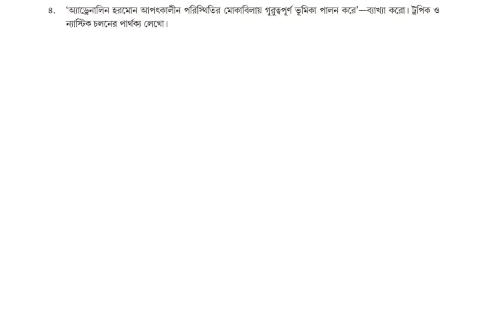 ৪. 'অ্যাড্রেনালিন হরমোন আপৎকালীন পরিস্থিতির মোকাবিলায় গুরুত্বপূর্ণ ভূমিকা পালন করে'—ব্যাখ্যা করো। ট্রপিক ও
ন্যাস্টিক চলনের পার্থক্য লেখো।